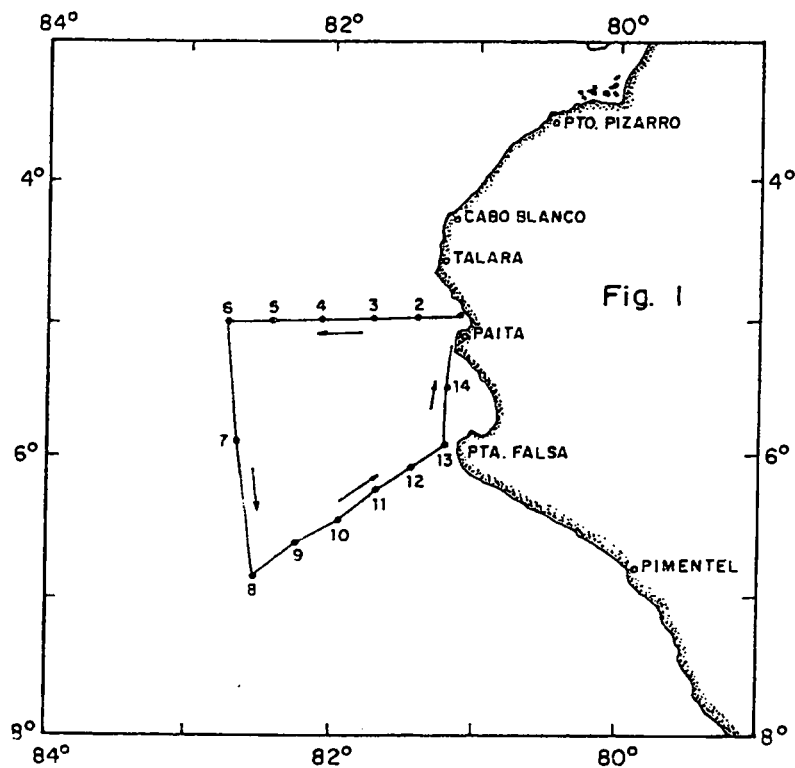 84° 82° 80°
PTO. PIZARRO
4° 4°
CABO BLANCO
TALARA
Fig. 1
6 5 4 3 2
PAITA
14
7
6° 13 PTA. FALSA 6°
12
11
10
9
8
PIMENTEL
8° 8°
84° 82° 80°